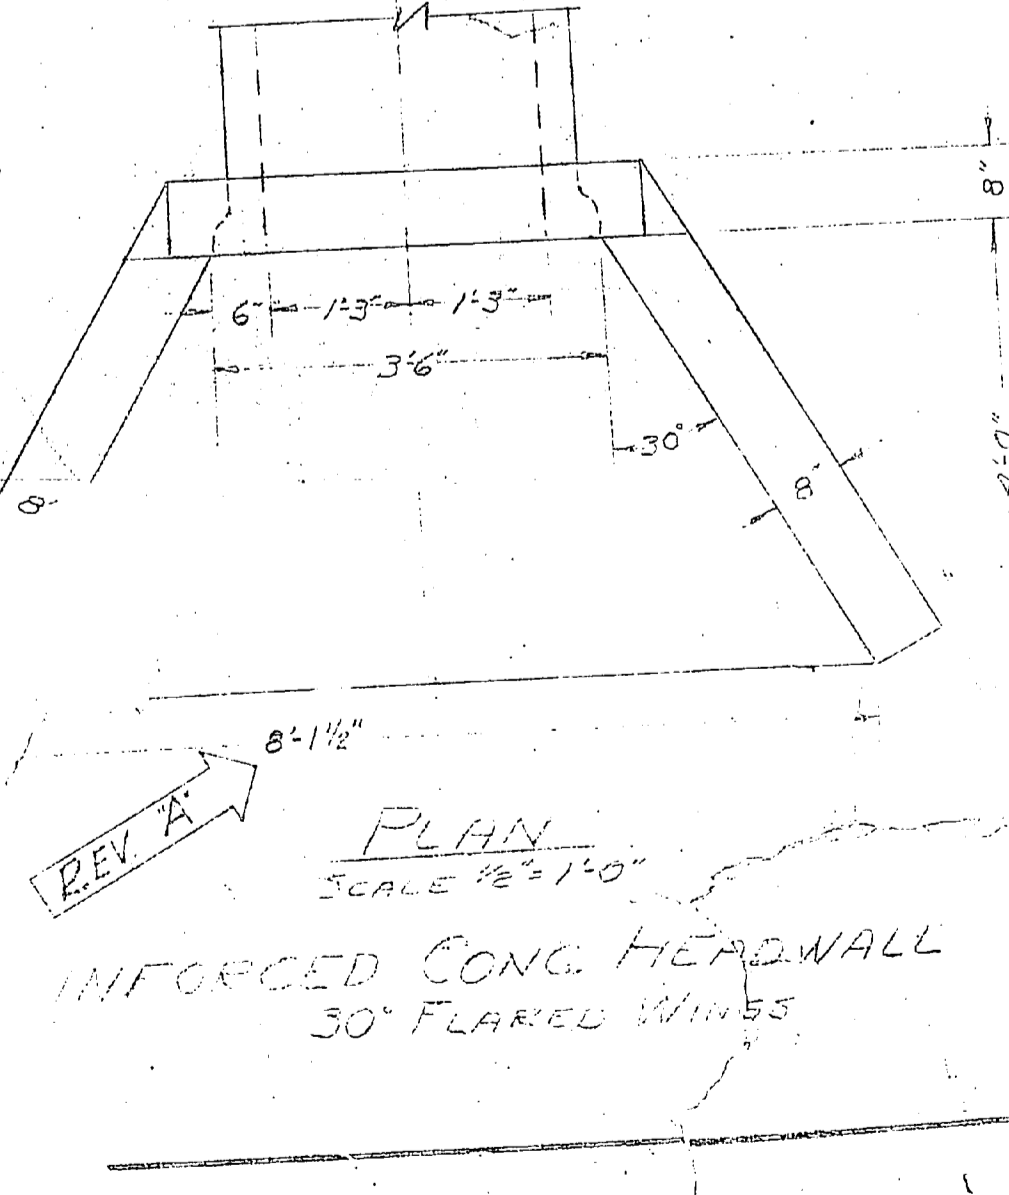 8"
6" 1'-3" 1'-3"
3'-6"
30°
8"
8"
8'-1½"
REV. "A"
PLAN
SCALE ½" = 1'-0"
INFORCED CONC. HEADWALL
30° FLARED WINGS